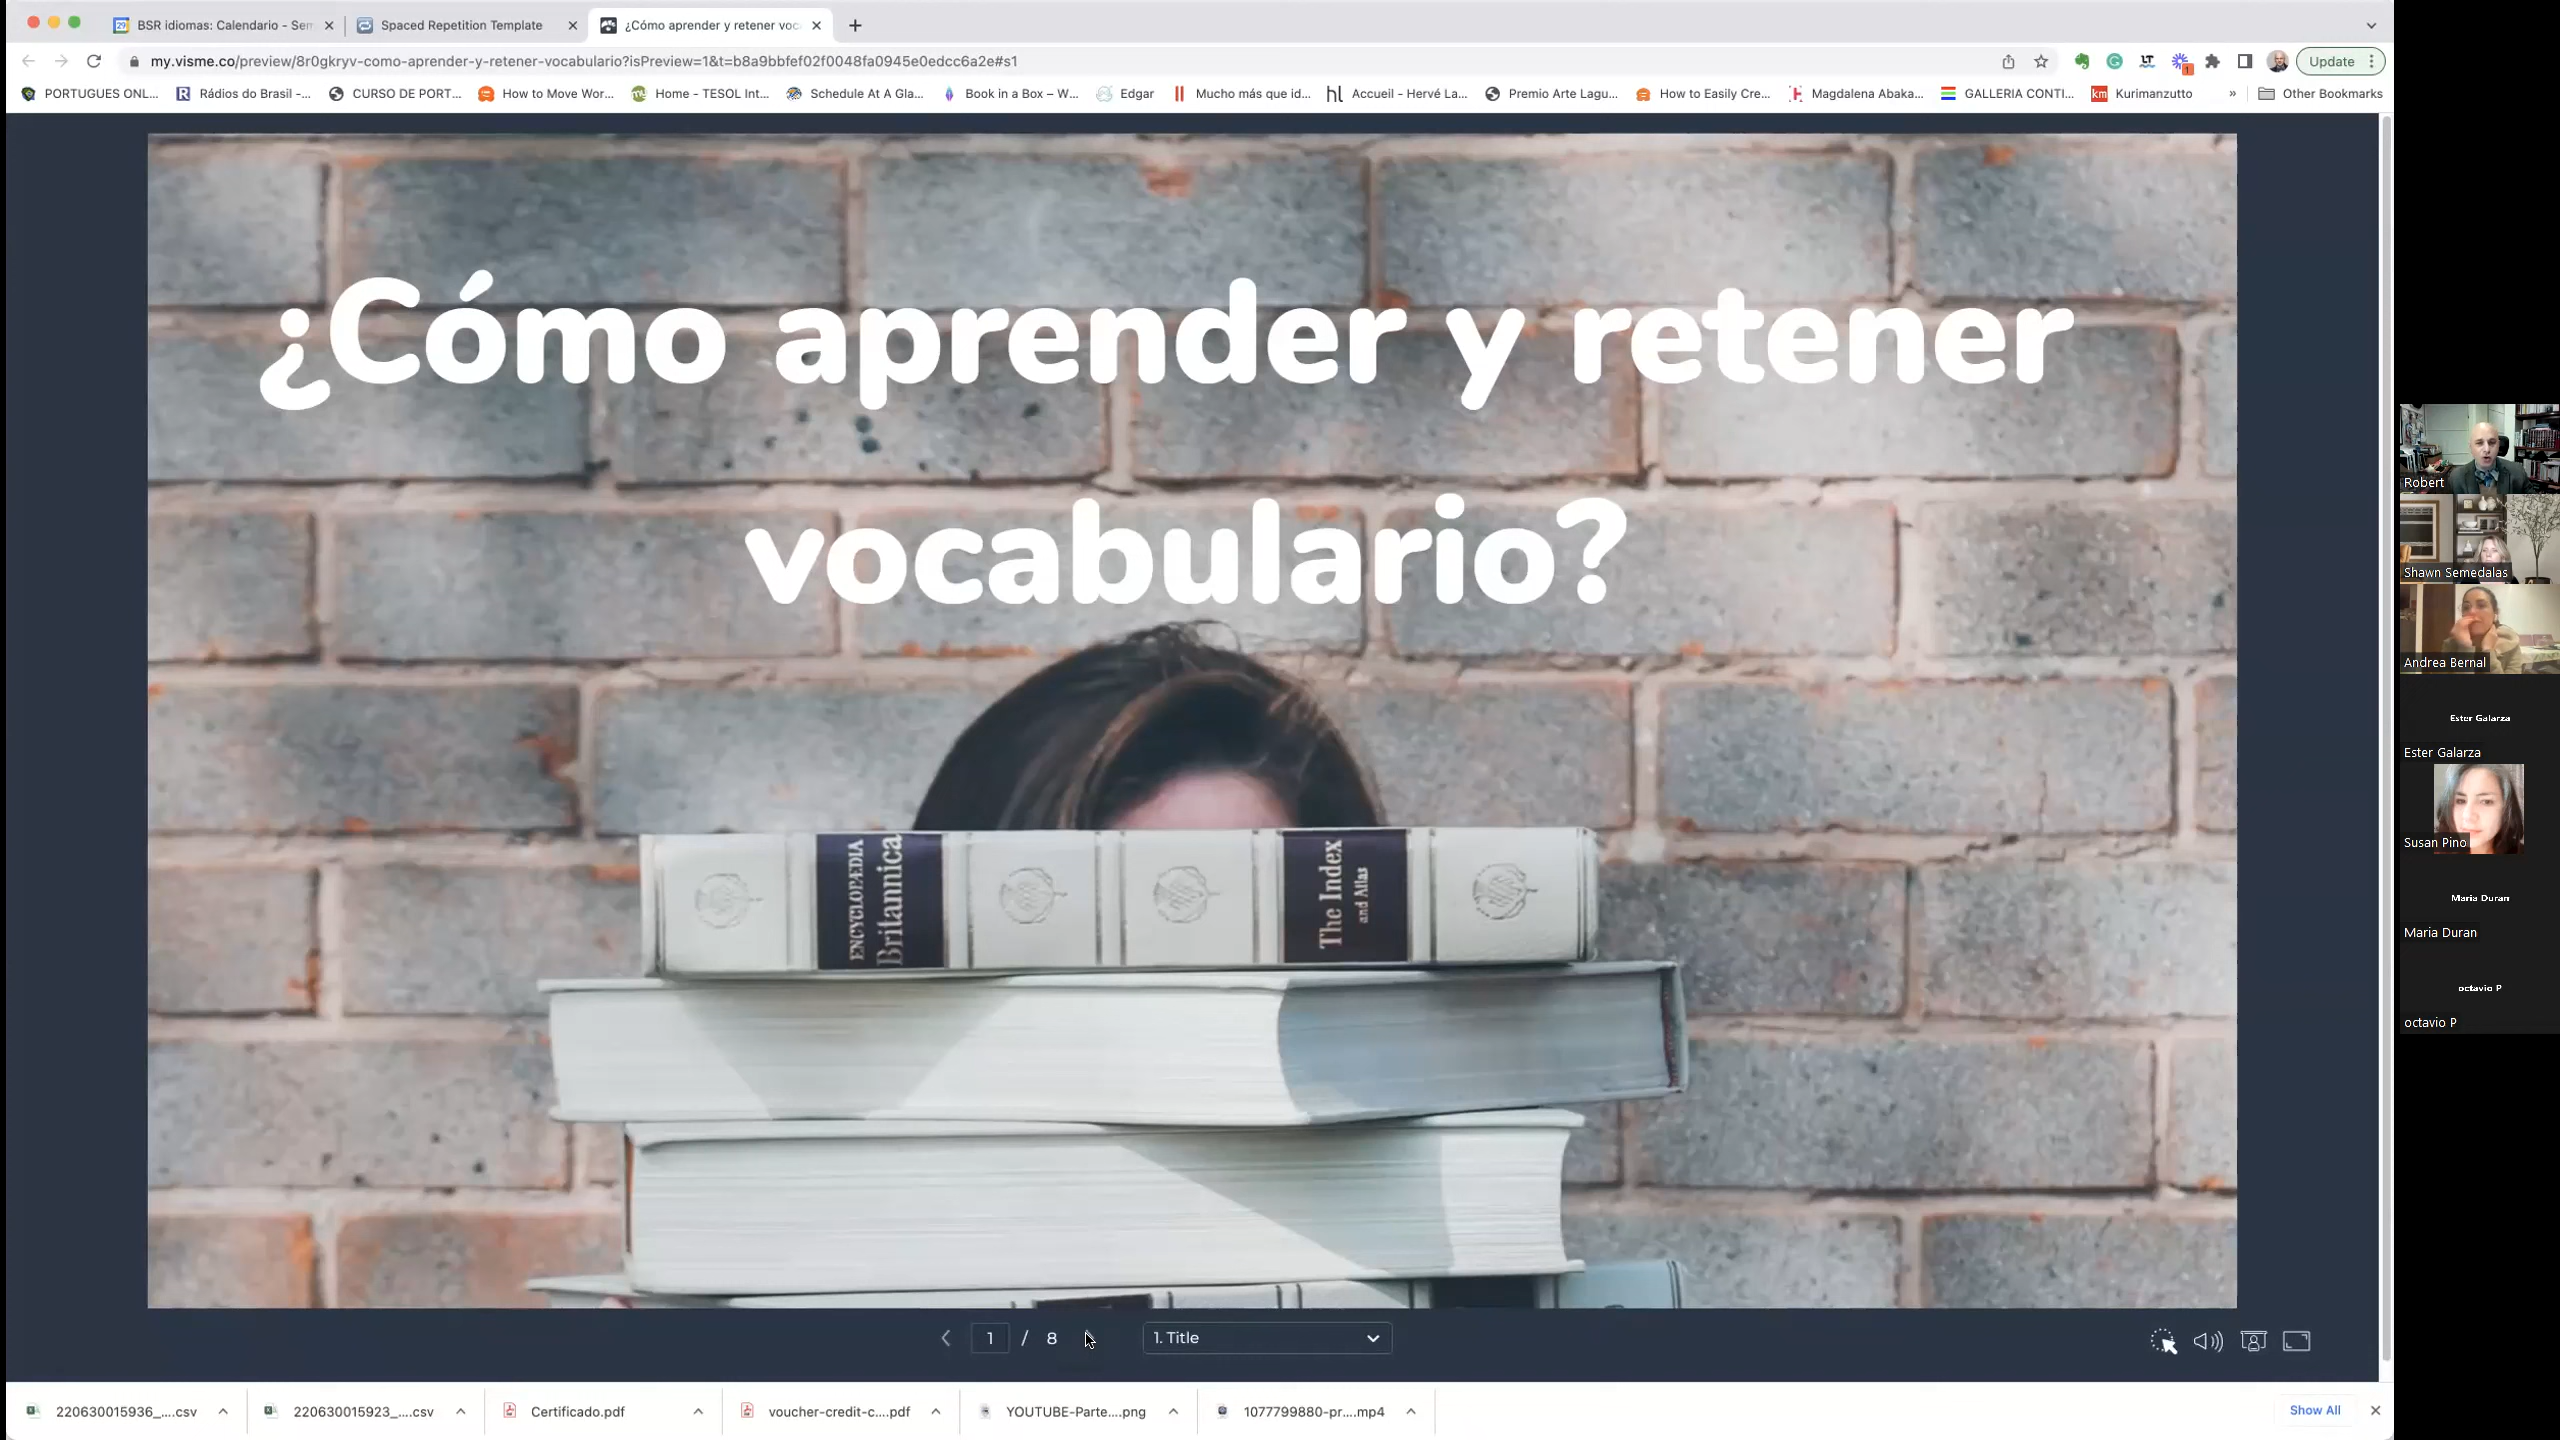 BSR idiomas: Calendario - Sem
Spaced Repetition Template
¿Cómo aprender y retener voc
my.visme.co/preview/8r0gkryv-como-aprender-y-retener-vocabulario?isPreview=1&t=b8a9bbfef02f0048fa0945e0edcc6a2e#s1
Update
PORTUGUES ONL...
Rádios do Brasil -...
CURSO DE PORT...
How to Move Wor...
Home - TESOL Int...
Schedule At A Gla...
Book in a Box – W...
Edgar
Mucho más que id...
Accueil - Hervé La...
Premio Arte Lagu...
How to Easily Cre...
Magdalena Abaka...
GALLERIA CONTI...
Kurimanzutto
»
Other Bookmarks
¿Cómo aprender y retener
vocabulario?
ENCYCLOPÆDIA
Britannica
The Index
and Atlas
1 / 8
1. Title
220630015936_....csv
220630015923_....csv
Certificado.pdf
voucher-credit-c....pdf
YOUTUBE-Parte....png
1077799880-pr....mp4
Show All
Robert
Shawn Semedalas
Andrea Bernal
Ester Galarza
Ester Galarza
Susan Pino
Maria Duran
Maria Duran
octavio P
octavio P